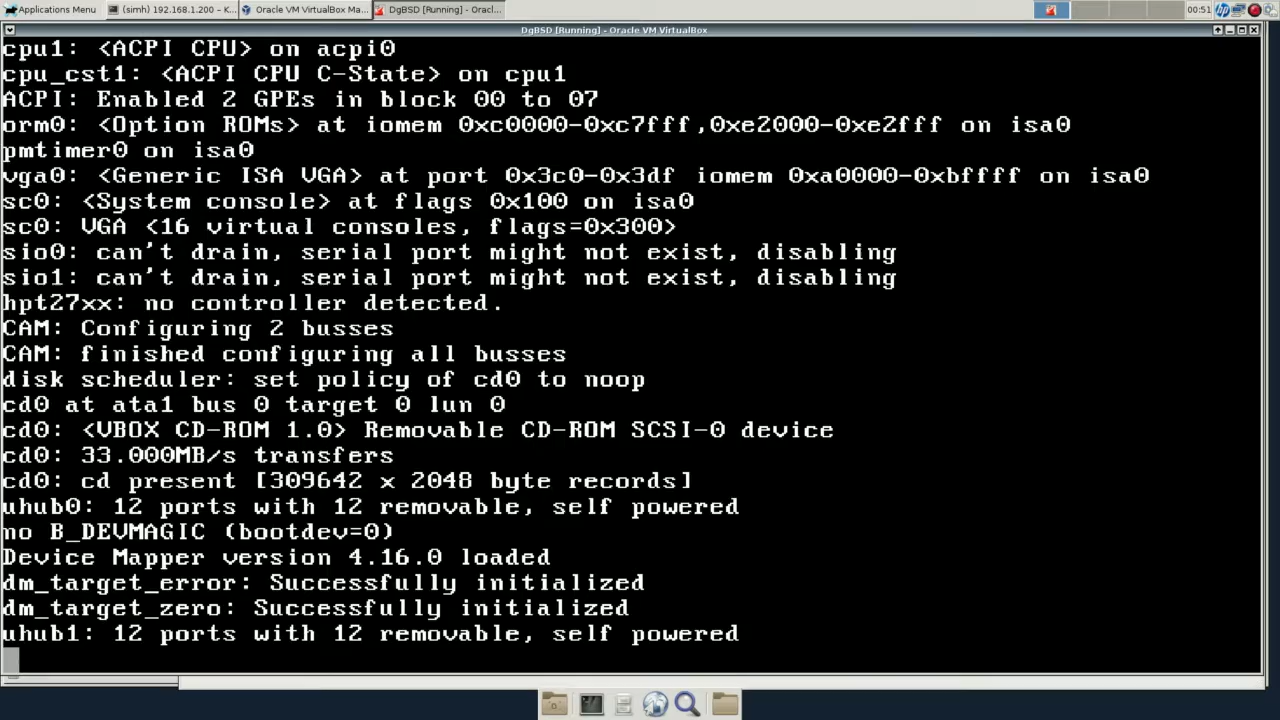 Applications Menu
(simh) 192.168.1.200 - K...
Oracle VM VirtualBox Ma...
DgBSD [Running] - Oracl...
00:51
DgBSD [Running] - Oracle VM VirtualBox
cpu1: <ACPI CPU> on acpi0
cpu_cst1: <ACPI CPU C-State> on cpu1
ACPI: Enabled 2 GPEs in block 00 to 07
orm0: <Option ROMs> at iomem 0xc0000-0xc7fff,0xe2000-0xe2fff on isa0
pmtimer0 on isa0
vga0: <Generic ISA VGA> at port 0x3c0-0x3df iomem 0xa0000-0xbffff on isa0
sc0: <System console> at flags 0x100 on isa0
sc0: VGA <16 virtual consoles, flags=0x300>
sio0: can't drain, serial port might not exist, disabling
sio1: can't drain, serial port might not exist, disabling
hpt27xx: no controller detected.
CAM: Configuring 2 busses
CAM: finished configuring all busses
disk scheduler: set policy of cd0 to noop
cd0 at ata1 bus 0 target 0 lun 0
cd0: <VBOX CD-ROM 1.0> Removable CD-ROM SCSI-0 device
cd0: 33.000MB/s transfers
cd0: cd present [309642 x 2048 byte records]
uhub0: 12 ports with 12 removable, self powered
no B_DEVMAGIC (bootdev=0)
Device Mapper version 4.16.0 loaded
dm_target_error: Successfully initialized
dm_target_zero: Successfully initialized
uhub1: 12 ports with 12 removable, self powered